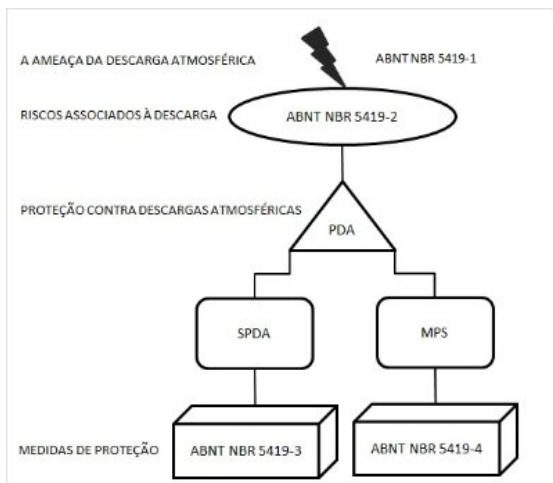 A AMEAÇA DA DESCARGA ATMOSFÉRICA
ABNT NBR 5419-1
RISCOS ASSOCIADOS À DESCARGA
ABNT NBR 5419-2
PROTEÇÃO CONTRA DESCARGAS ATMOSFÉRICAS
PDA
SPDA
MPS
MEDIDAS DE PROTEÇÃO
ABNT NBR 5419-3
ABNT NBR 5419-4